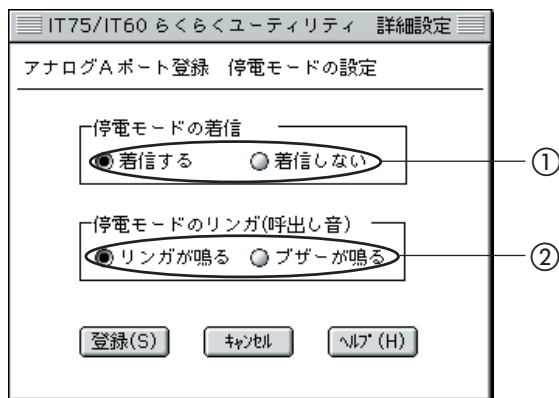 IT75/IT60 らくらくユーティリティ 詳細設定
アナログAポート登録 停電モードの設定
停電モードの着信
着信する 着信しない ①
停電モードのリンガ(呼出し音)
リンガが鳴る ブザーが鳴る ②
登録(S) ｷｬﾝｾﾙ ﾍﾙﾌﾟ(H)